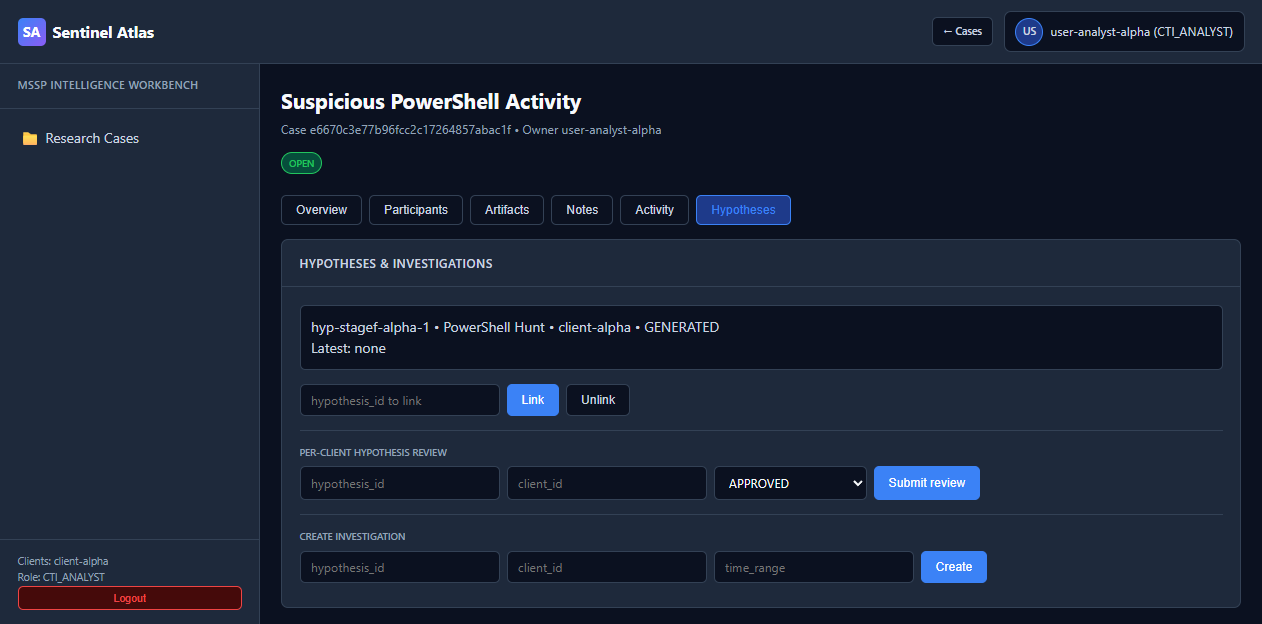 SA Sentinel Atlas
← Cases
US user-analyst-alpha (CTI_ANALYST)
MSSP INTELLIGENCE WORKBENCH
Research Cases
Suspicious PowerShell Activity
Case e6670c3e77b96fcc2c17264857abac1f • Owner user-analyst-alpha
OPEN
Overview Participants Artifacts Notes Activity Hypotheses
HYPOTHESES & INVESTIGATIONS
hyp-stagef-alpha-1 • PowerShell Hunt • client-alpha • GENERATED
Latest: none
hypothesis_id to link Link Unlink
PER-CLIENT HYPOTHESIS REVIEW
hypothesis_id client_id APPROVED Submit review
CREATE INVESTIGATION
hypothesis_id client_id time_range Create
Clients: client-alpha
Role: CTI_ANALYST
Logout